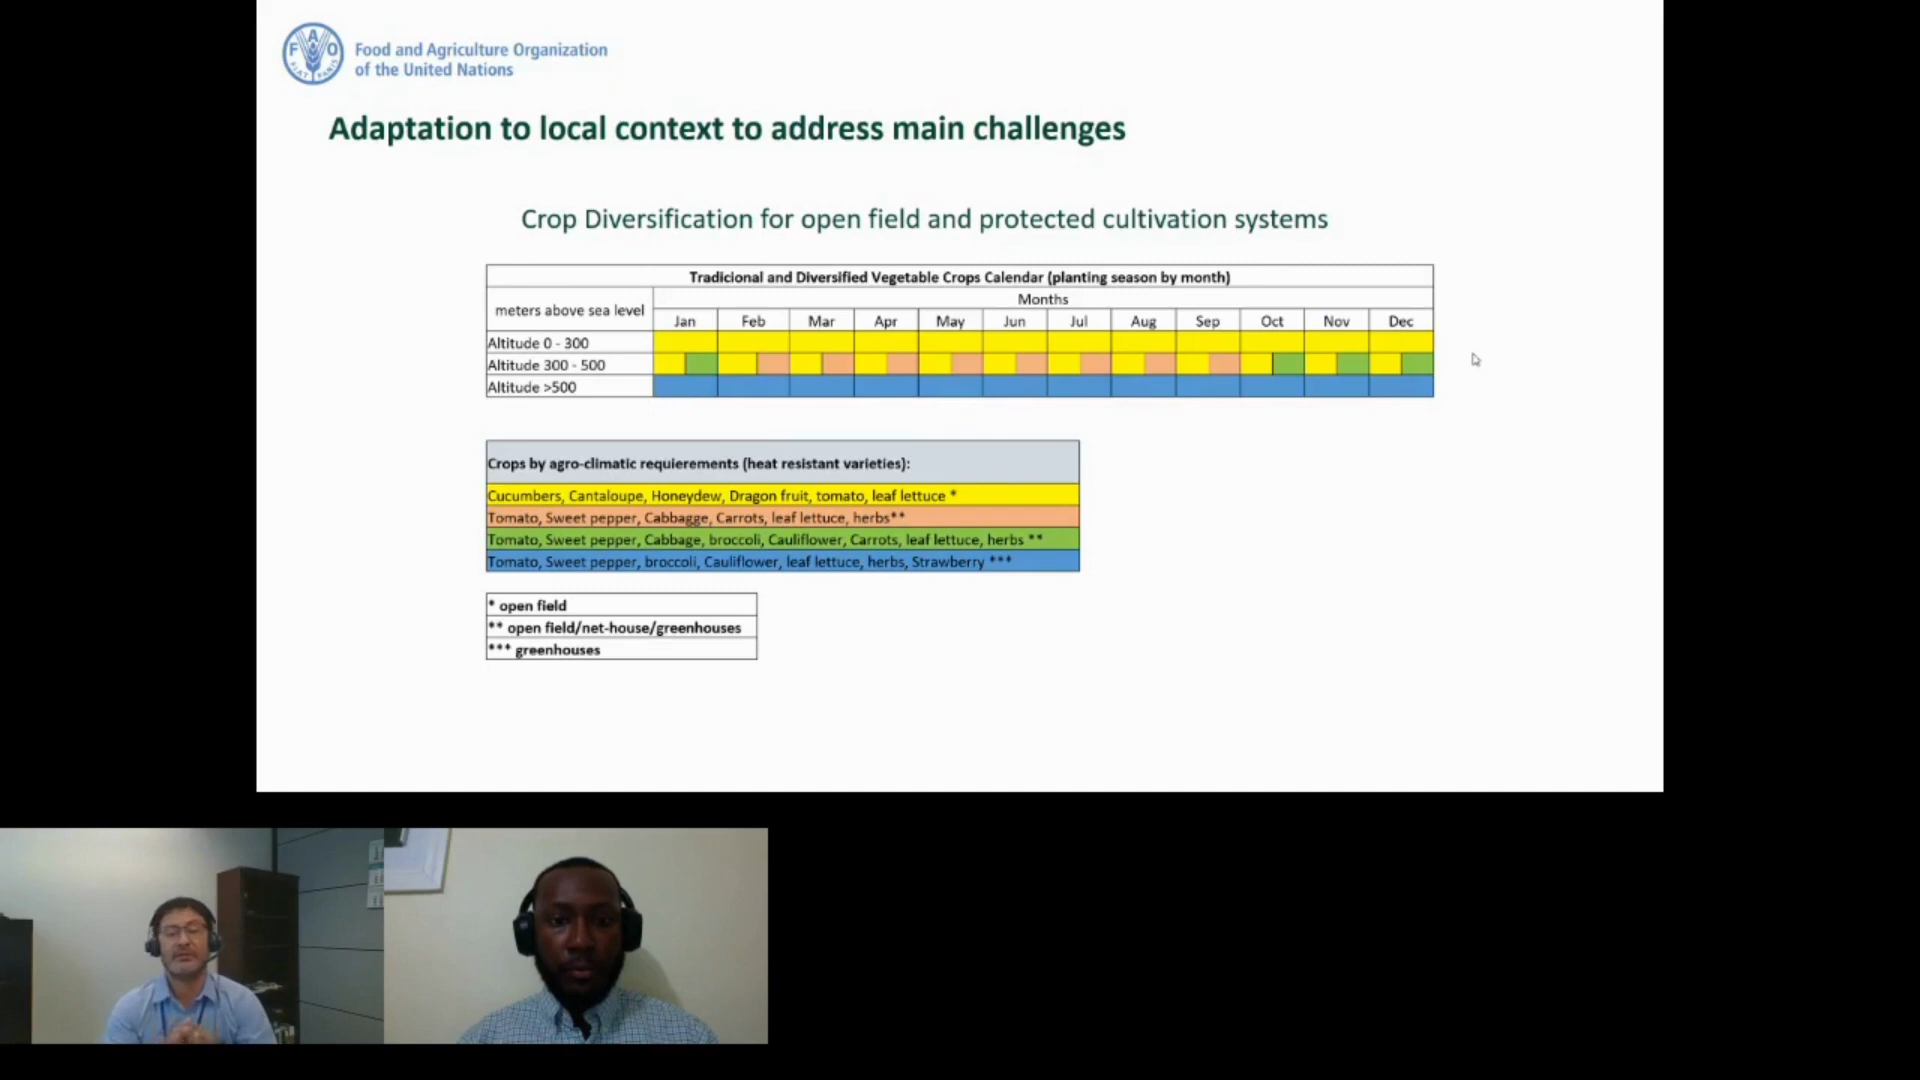 FAO
FIAT PANIS
Food and Agriculture Organization
of the United Nations
Adaptation to local context to address main challenges
Crop Diversification for open field and protected cultivation systems
Tradicional and Diversified Vegetable Crops Calendar (planting season by month)
meters above sea level
Months
Jan Feb Mar Apr May Jun Jul Aug Sep Oct Nov Dec
Altitude 0 - 300
Altitude 300 - 500
Altitude >500
Crops by agro-climatic requierements (heat resistant varieties):
Cucumbers, Cantaloupe, Honeydew, Dragon fruit, tomato, leaf lettuce *
Tomato, Sweet pepper, Cabbagge, Carrots, leaf lettuce, herbs**
Tomato, Sweet pepper, Cabbage, broccoli, Cauliflower, Carrots, leaf lettuce, herbs **
Tomato, Sweet pepper, broccoli, Cauliflower, leaf lettuce, herbs, Strawberry ***
* open field
** open field/net-house/greenhouses
*** greenhouses